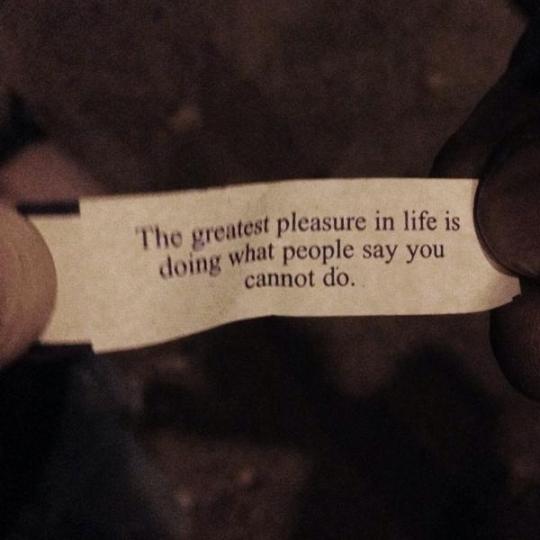 The greatest pleasure in life is
doing what people say you
cannot do.